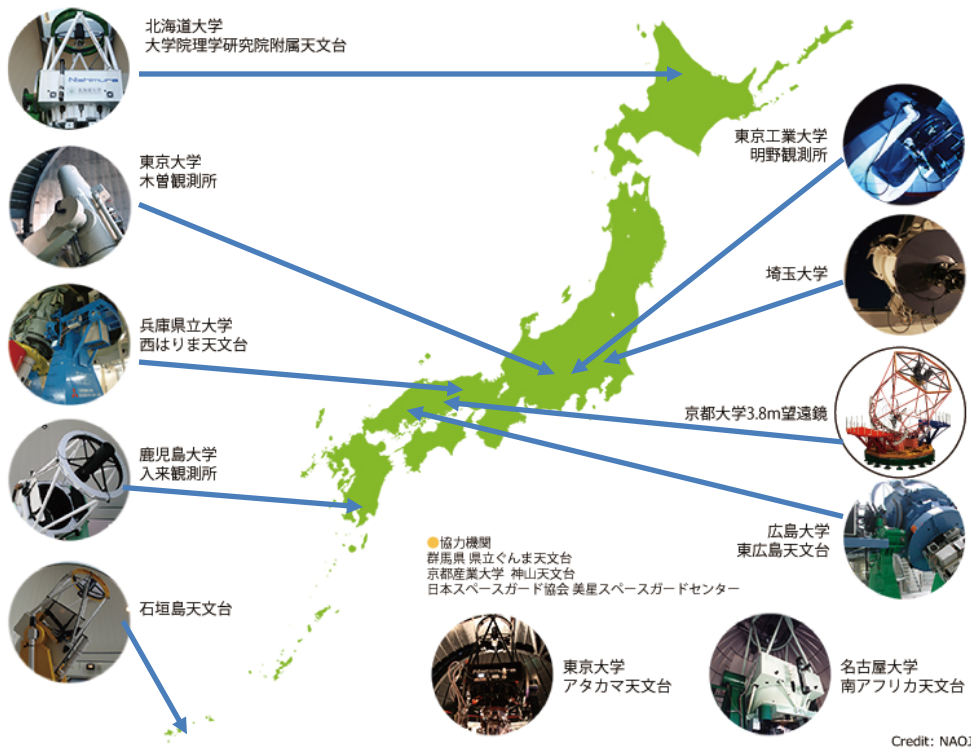 北海道大学
大学院理学研究院附属天文台
Nishimura
東京大学
木曽観測所
兵庫県立大学
西はりま天文台
鹿児島大学
入来観測所
石垣島天文台
東京工業大学
明野観測所
埼玉大学
京都大学3.8m望遠鏡
広島大学
東広島天文台
●協力機関
群馬県 県立ぐんま天文台
京都産業大学 神山天文台
日本スペースガード協会 美星スペースガードセンター
東京大学
アタカマ天文台
名古屋大学
南アフリカ天文台
Credit: NAOJ